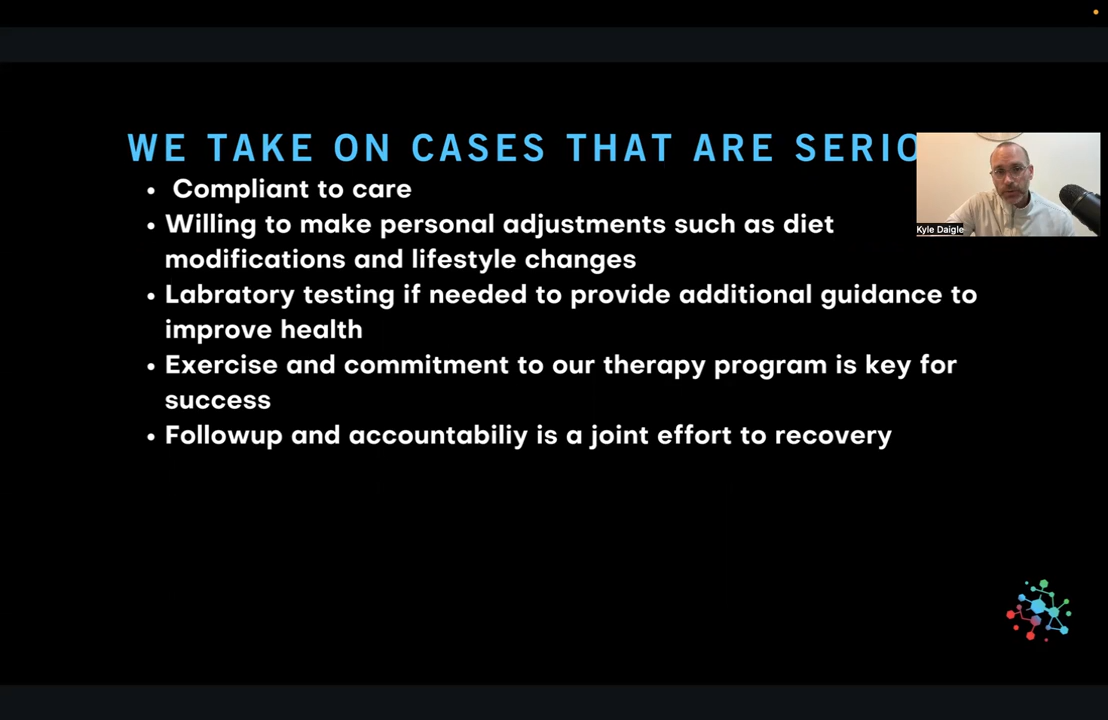 WE TAKE ON CASES THAT ARE SERIO
• Compliant to care
• Willing to make personal adjustments such as diet
modifications and lifestyle changes
• Labratory testing if needed to provide additional guidance to
improve health
• Exercise and commitment to our therapy program is key for
success
• Followup and accountabiliy is a joint effort to recovery
Kyle Daigle